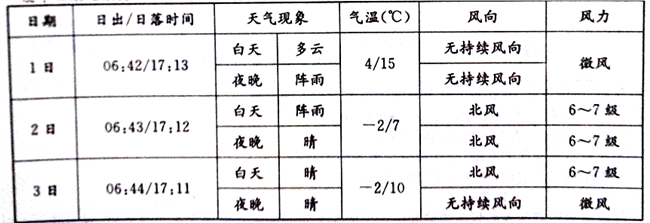 日期 日出/日落时间 天气现象 气温(℃) 风向 风力
1日 06:42/17:13 白天 多云 4/15 无持续风向 微风
夜晚 阵雨 无持续风向
2日 06:43/17:12 白天 阵雨 -2/7 北风 6~7级
夜晚 晴 北风 6~7级
3日 06:44/17:11 白天 晴 -2/10 北风 6~7级
夜晚 晴 无持续风向 微风